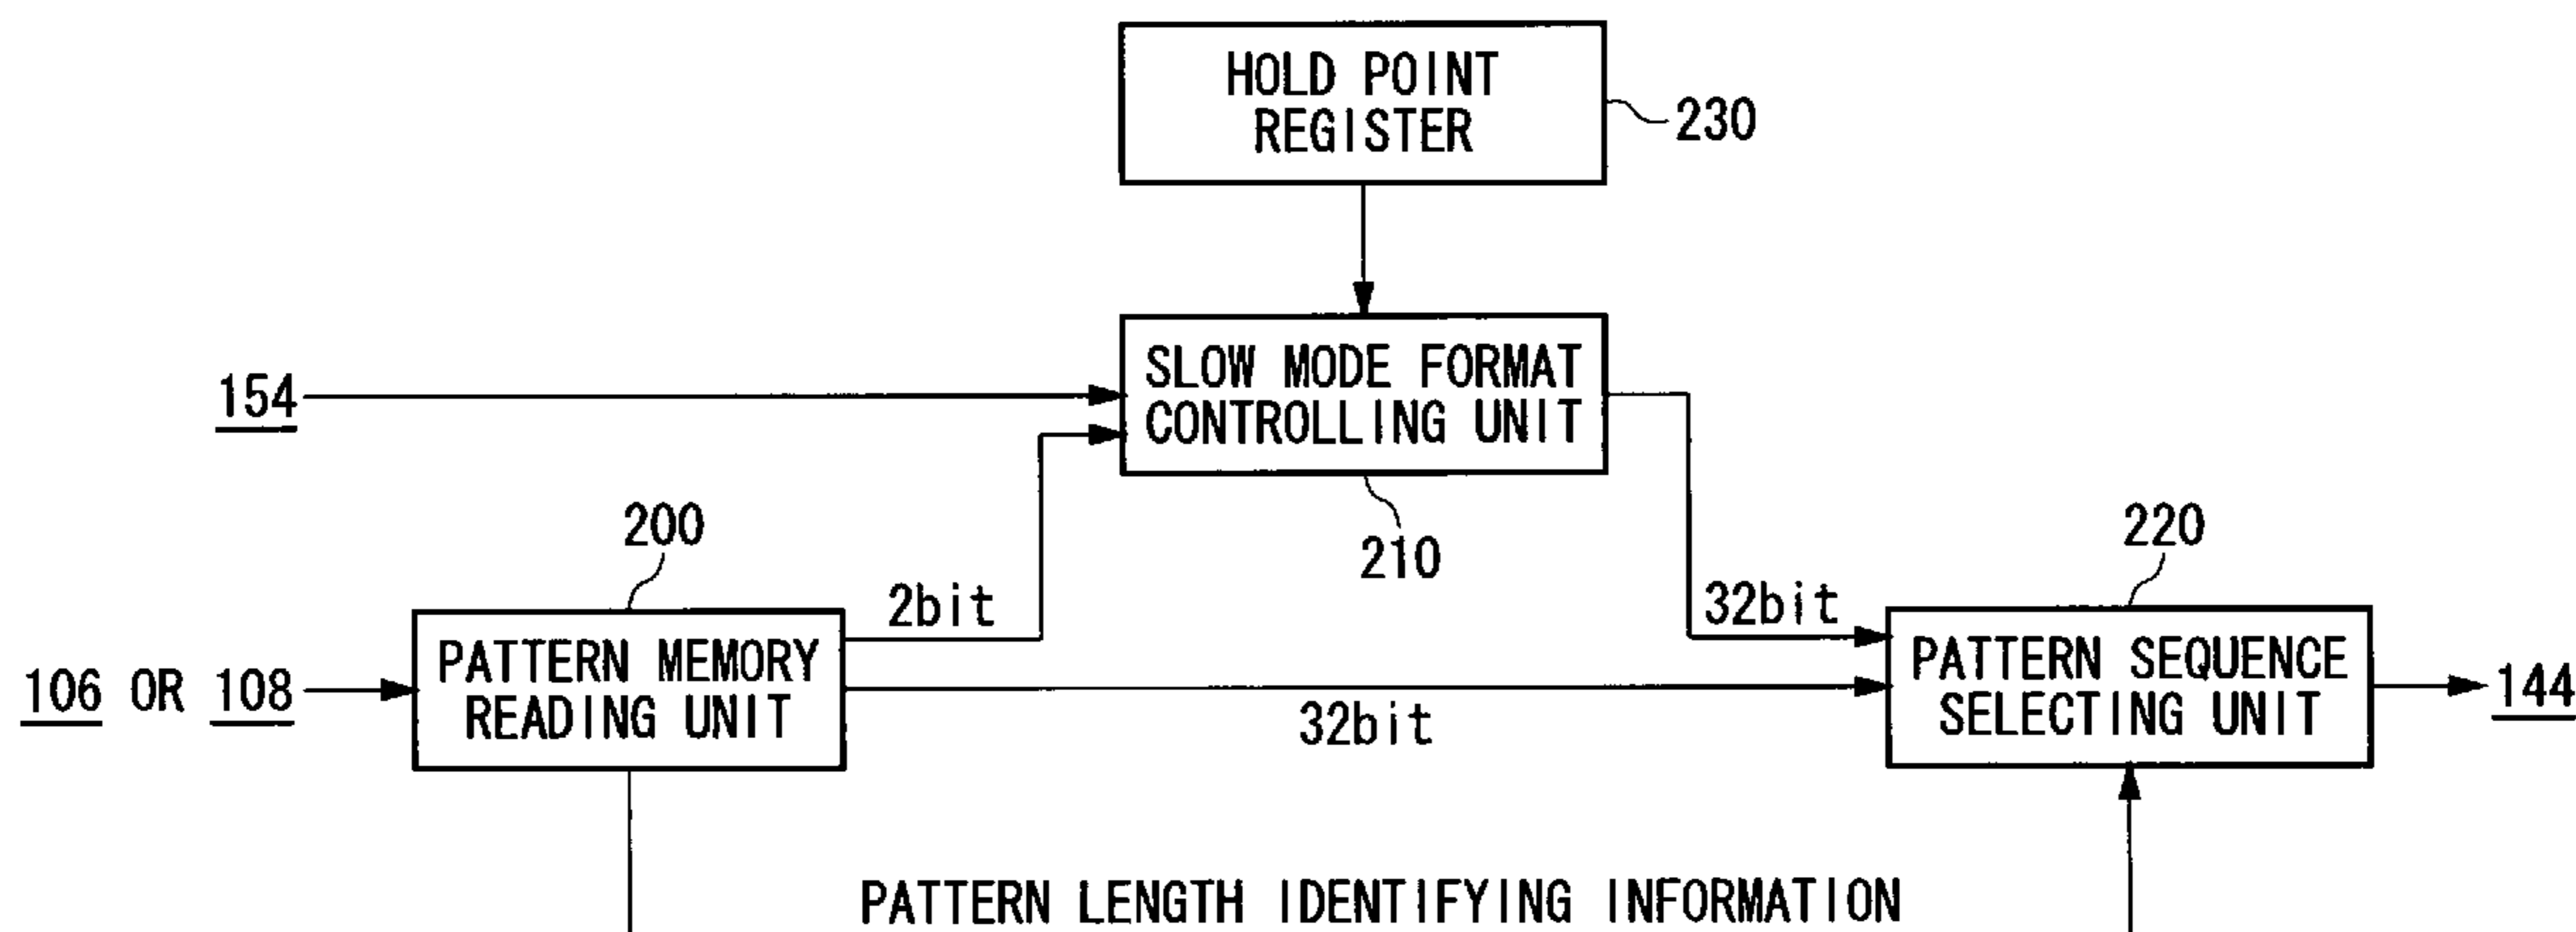 HOLD POINT
REGISTER
230
SLOW MODE FORMAT
CONTROLLING UNIT
154
210
200
220
2bit
32bit
PATTERN MEMORY
READING UNIT
106 OR 108
32bit
PATTERN SEQUENCE
SELECTING UNIT
144
PATTERN LENGTH IDENTIFYING INFORMATION